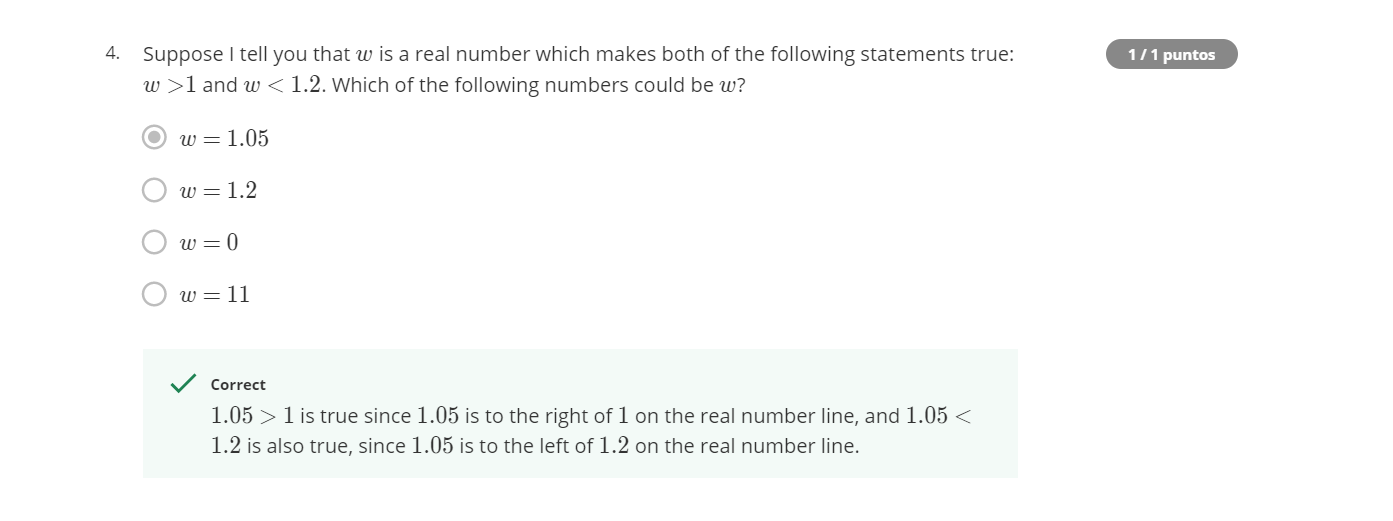 4. Suppose I tell you that w is a real number which makes both of the following statements true:
1 / 1 puntos
w >1 and w < 1.2. Which of the following numbers could be w?
w = 1.05
w = 1.2
w = 0
w = 11
Correct
1.05 > 1 is true since 1.05 is to the right of 1 on the real number line, and 1.05 <
1.2 is also true, since 1.05 is to the left of 1.2 on the real number line.